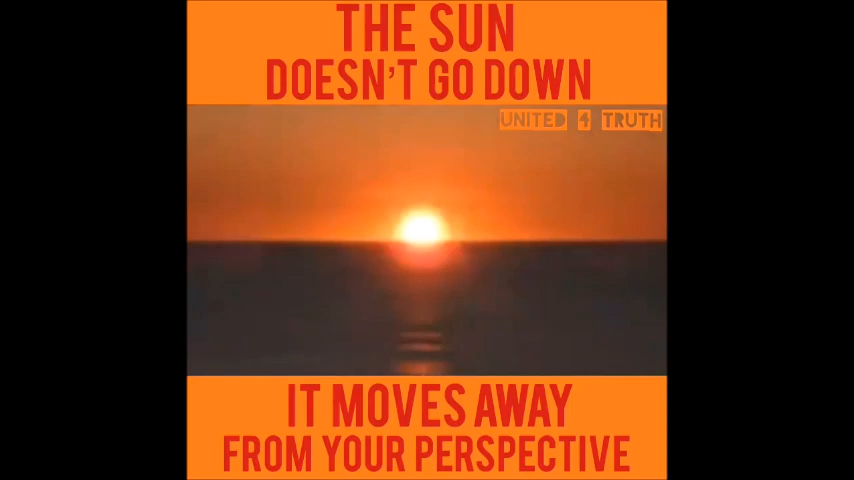 THE SUN
DOESN'T GO DOWN
UNITED 4 TRUTH
IT MOVES AWAY
FROM YOUR PERSPECTIVE